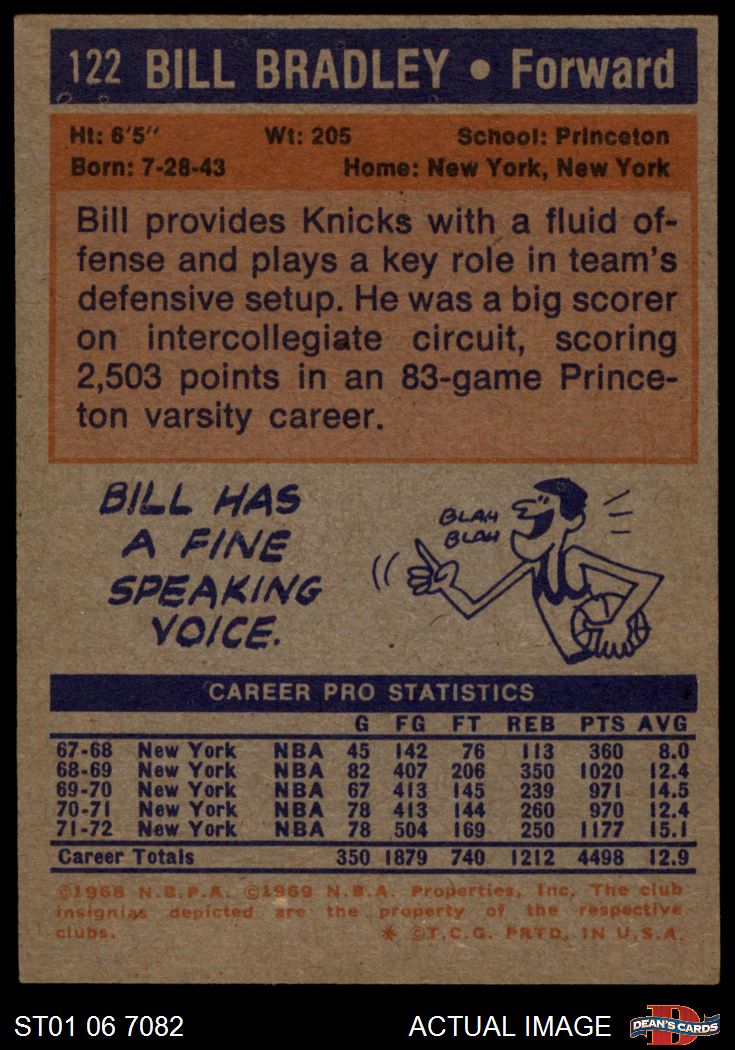 122 BILL BRADLEY • Forward
Ht: 6'5" Wt: 205 School: Princeton
Born: 7-28-43 Home: New York, New York
Bill provides Knicks with a fluid of-
fense and plays a key role in team's
defensive setup. He was a big scorer
on intercollegiate circuit, scoring
2,503 points in an 83-game Prince-
ton varsity career.
BILL HAS
A FINE
SPEAKING
VOICE.
BLAH
BLAH
CAREER PRO STATISTICS
G FG FT REB PTS AVG
67-68 New York NBA 45 142 76 113 360 8.0
68-69 New York NBA 82 407 206 350 1020 12.4
69-70 New York NBA 67 413 145 239 971 14.5
70-71 New York NBA 78 413 144 260 970 12.4
71-72 New York NBA 78 504 169 250 1177 15.1
Career Totals 350 1879 740 1212 4498 12.9
©1968 N.B.P.A. ©1969 N.B.A. Properties, Inc. The club
insignias depicted are the property of the respective
clubs. * ©T.C.G. PRTD. IN U.S.A.
ST01 06 7082 ACTUAL IMAGE DEAN'S CARDS